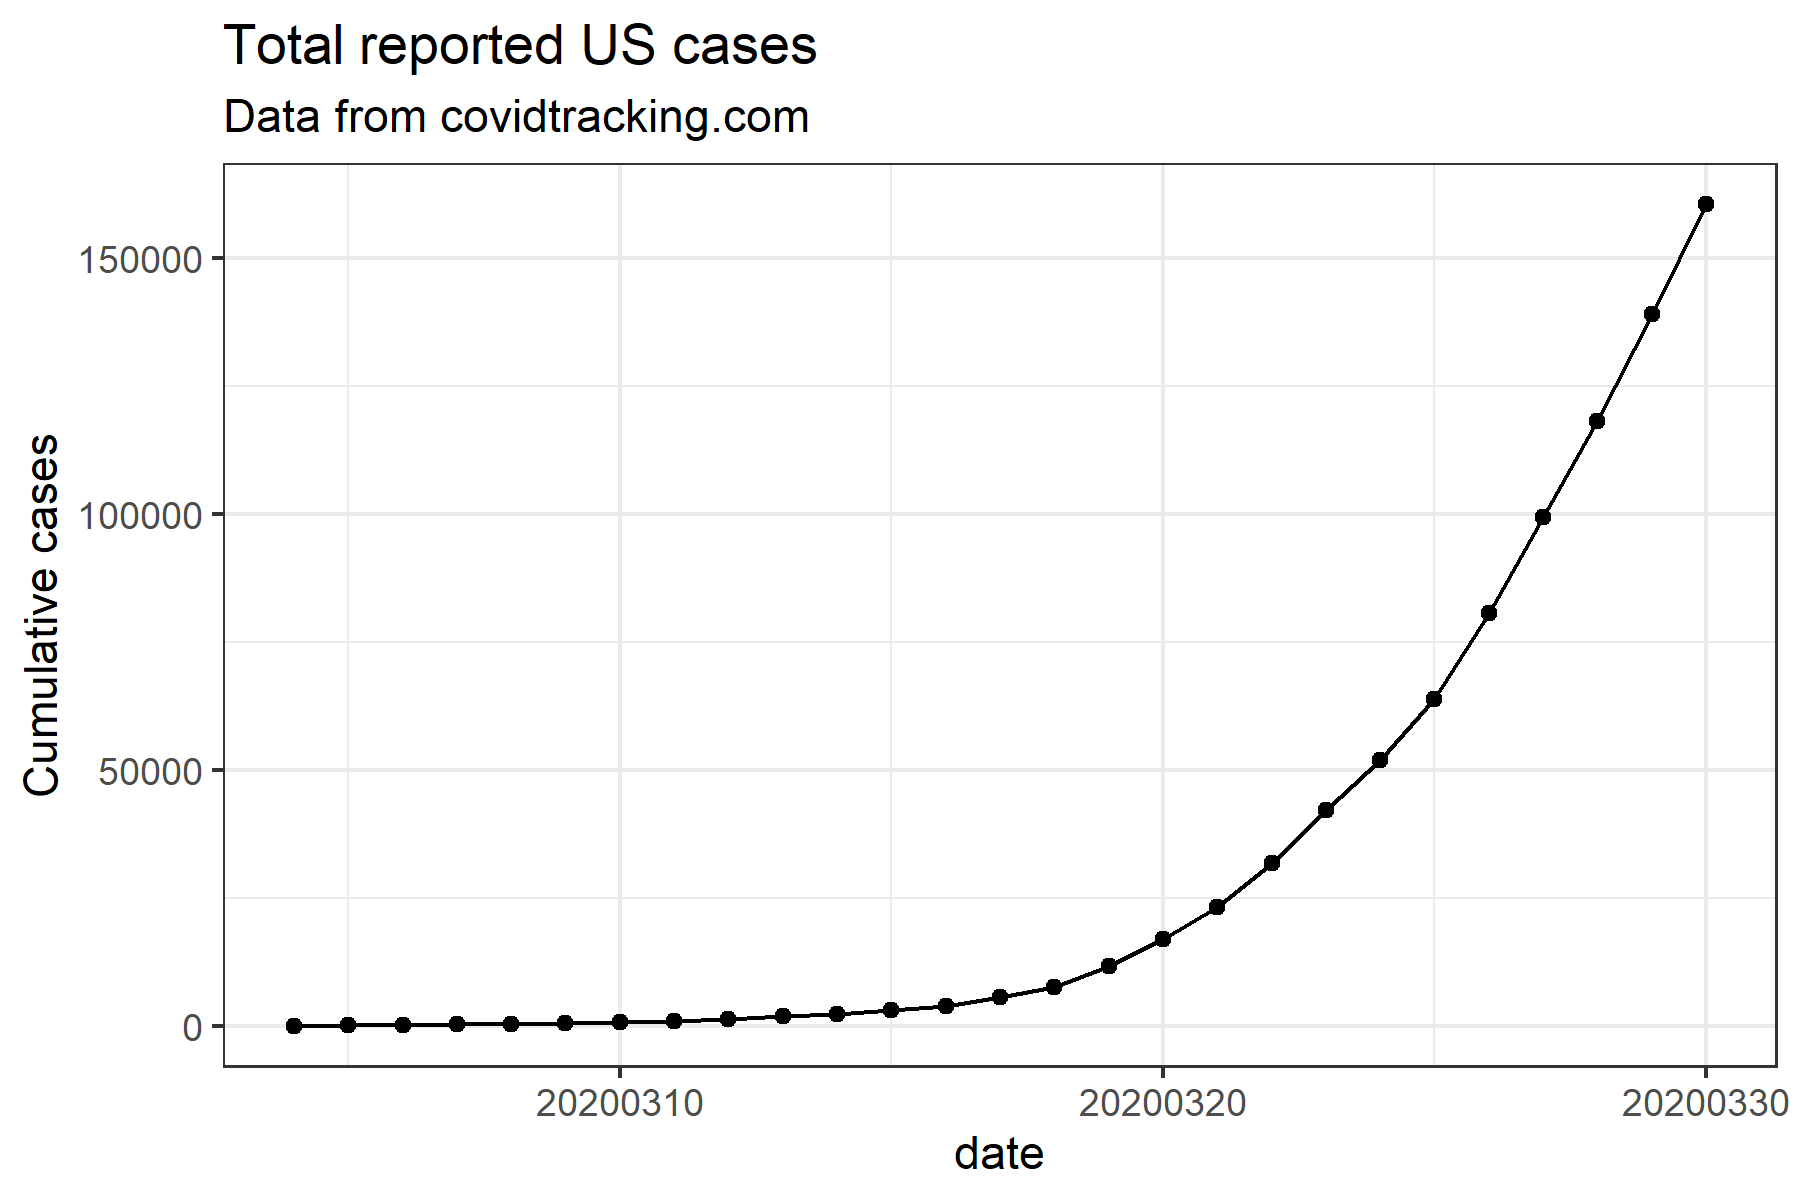 Total reported US cases
Data from covidtracking.com
Cumulative cases
150000
100000
50000
0
20200310
20200320
20200330
date